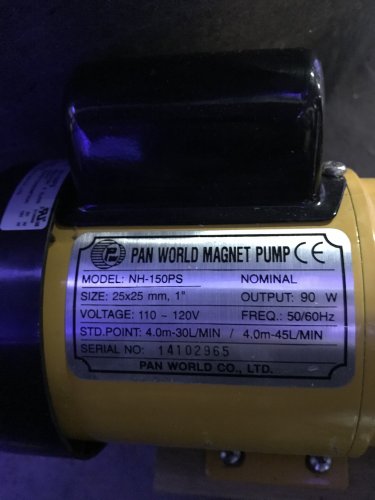 PAN WORLD MAGNET PUMP CE
MODEL: NH-150PS NOMINAL
SIZE: 25x25 mm, 1" OUTPUT: 90 W
VOLTAGE: 110 ~ 120V FREQ.: 50/60Hz
STD.POINT: 4.0m-30L/MIN / 4.0m-45L/MIN
SERIAL NO: 14102965
PAN WORLD CO., LTD.